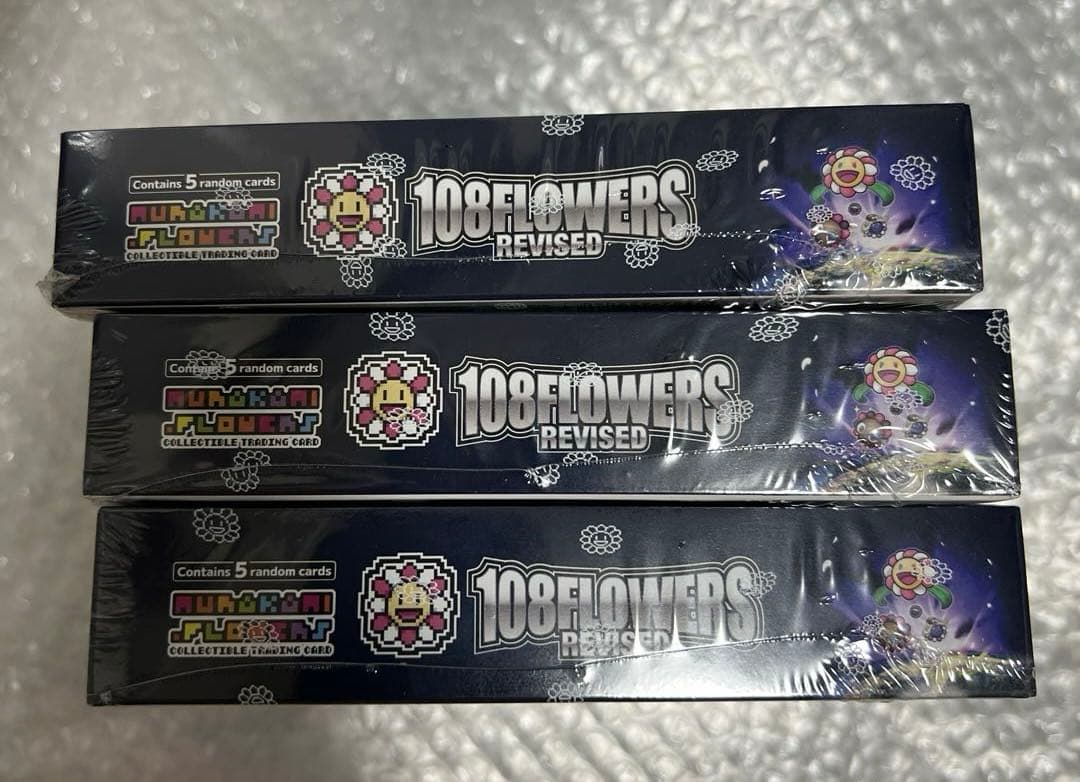 Contains 5 random cards
MURAKAMI
.FLOWERS
COLLECTIBLE TRADING CARD
108FLOWERS
REVISED
Contains 5 random cards
MURAKAMI
.FLOWERS
COLLECTIBLE TRADING CARD
108FLOWERS
REVISED
Contains 5 random cards
MURAKAMI
.FLOWERS
COLLECTIBLE TRADING CARD
108FLOWERS
REVISED